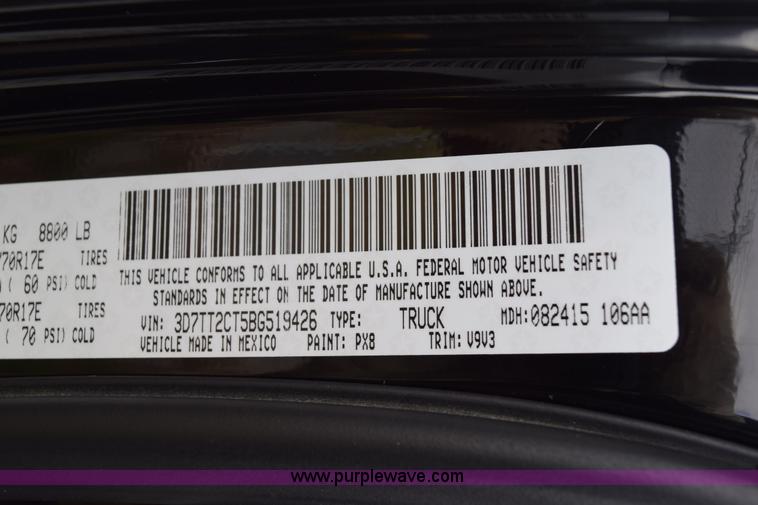 KG 8800 LB
70R17E TIRES
( 60 PSI) COLD
70R17E TIRES
( 70 PSI) COLD
THIS VEHICLE CONFORMS TO ALL APPLICABLE U.S.A. FEDERAL MOTOR VEHICLE SAFETY
STANDARDS IN EFFECT ON THE DATE OF MANUFACTURE SHOWN ABOVE.
VIN: 3D7TT2CT5BG519426 TYPE: TRUCK MDH:082415 106AA
VEHICLE MADE IN MEXICO PAINT: PX8 TRIM: V9V3
www.purplewave.com